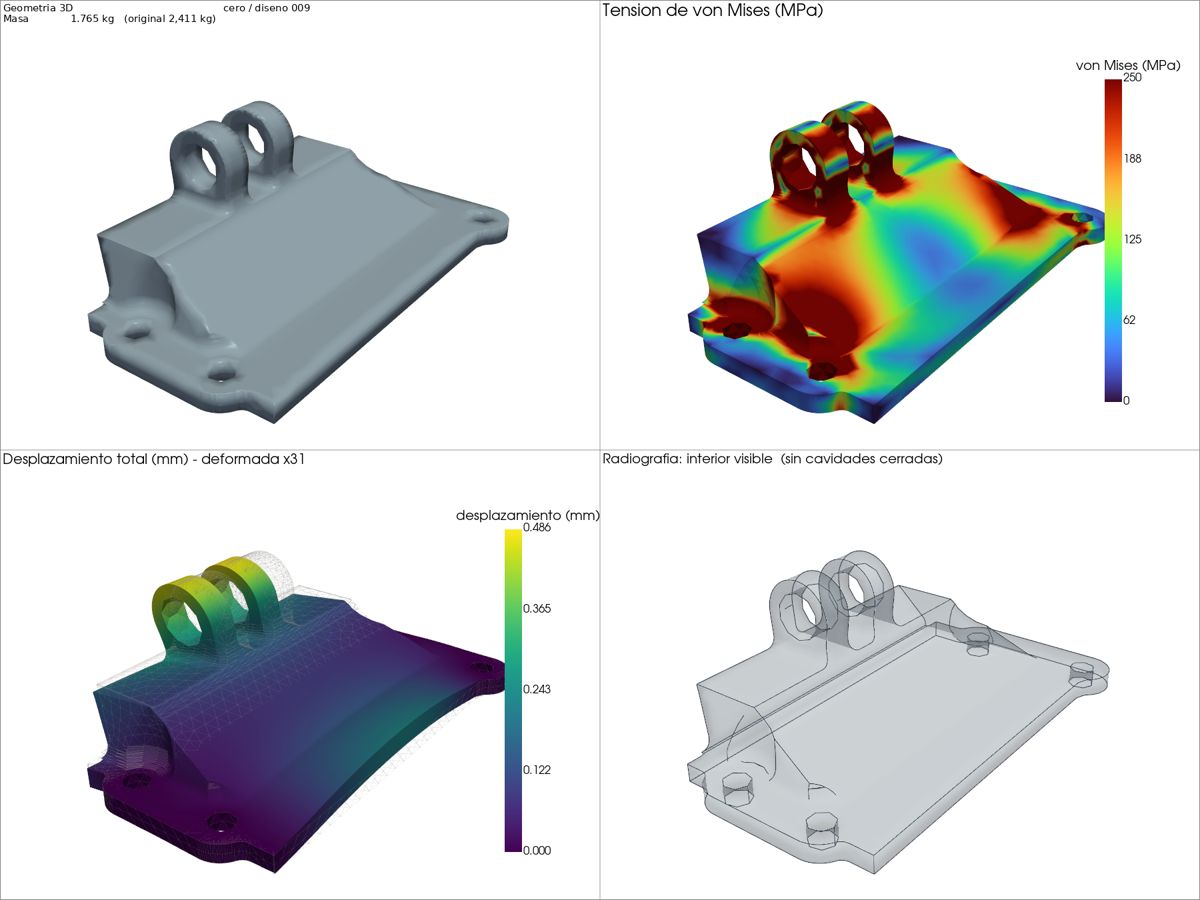 Geometria 3D cero / diseno 009
Masa 1.765 kg (original 2,411 kg)
Tension de von Mises (MPa)
von Mises (MPa)
250
188
125
62
0
Desplazamiento total (mm) - deformada x31
desplazamiento (mm)
0.486
0.365
0.243
0.122
0.000
Radiografia: interior visible (sin cavidades cerradas)